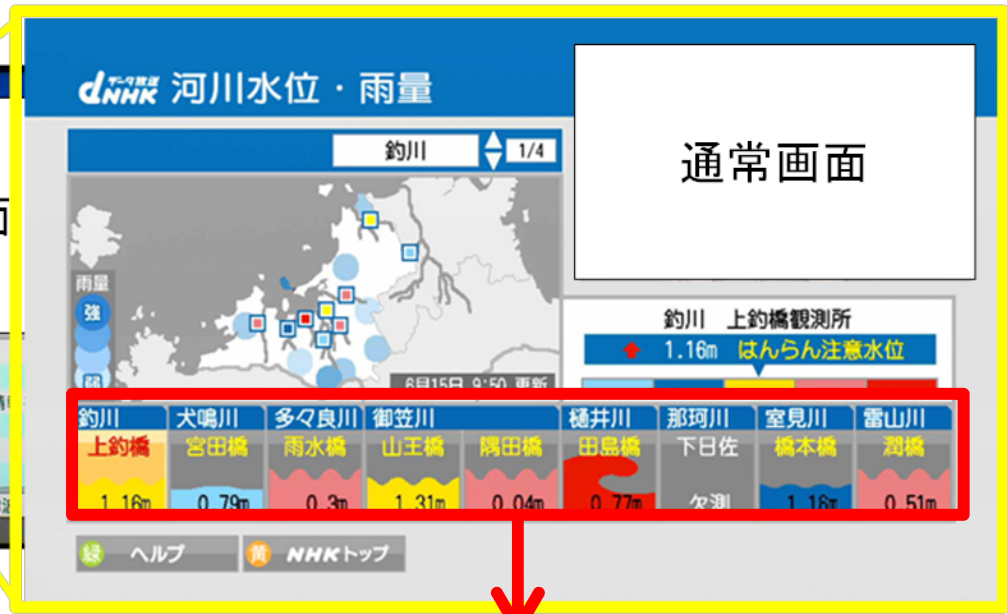 データ放送
dNHK 河川水位・雨量
通常画面
釣川 1/4
雨量
強
弱
6月15日 9:50 更新
釣川 上釣橋観測所
1.16m はんらん注意水位
釣川 犬鳴川 多々良川 御笠川 樋井川 那珂川 室見川 雷山川
上釣橋 宮田橋 雨水橋 山王橋 隅田橋 田島橋 下日佐 橋本橋 潤橋
1.16m 0.79m 0.3m 1.31m 0.04m 0.77m 欠測 1.16m 0.51m
緑 ヘルプ 黄 NHKトップ